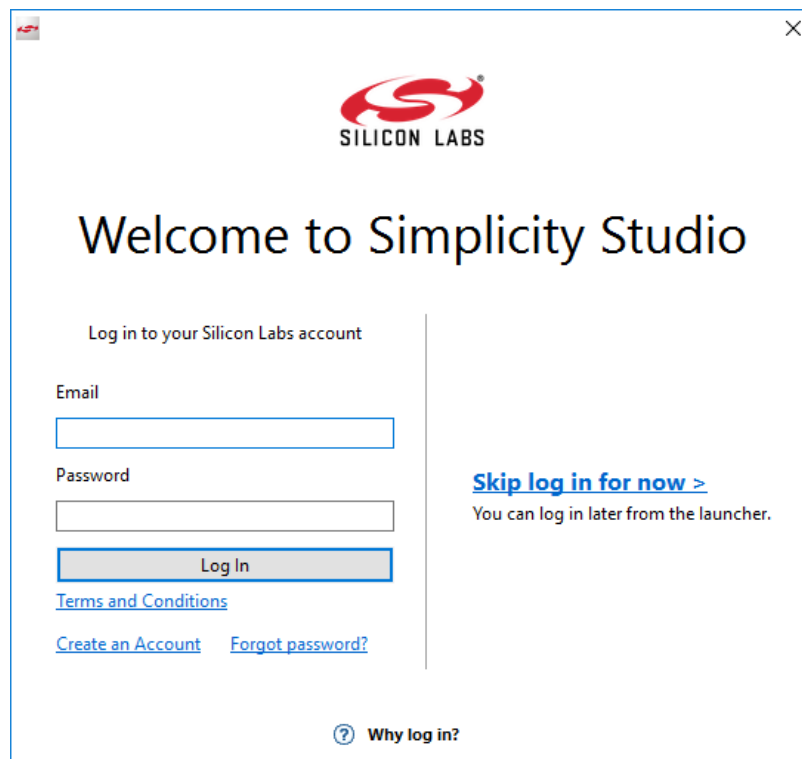 SILICON LABS
Welcome to Simplicity Studio
Log in to your Silicon Labs account
Email
Password
Log In
Terms and Conditions
Create an Account Forgot password?
Skip log in for now >
You can log in later from the launcher.
? Why log in?